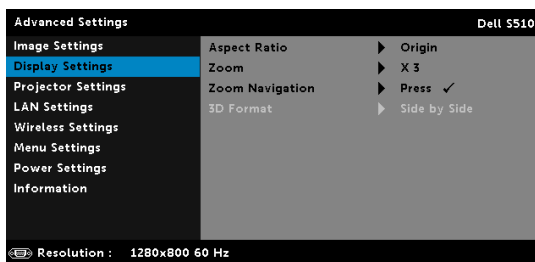 Advanced Settings Dell S510
Image Settings
Display Settings
Projector Settings
LAN Settings
Wireless Settings
Menu Settings
Power Settings
Information
Aspect Ratio Origin
Zoom X 3
Zoom Navigation Press ✓
3D Format Side by Side
Resolution : 1280x800 60 Hz